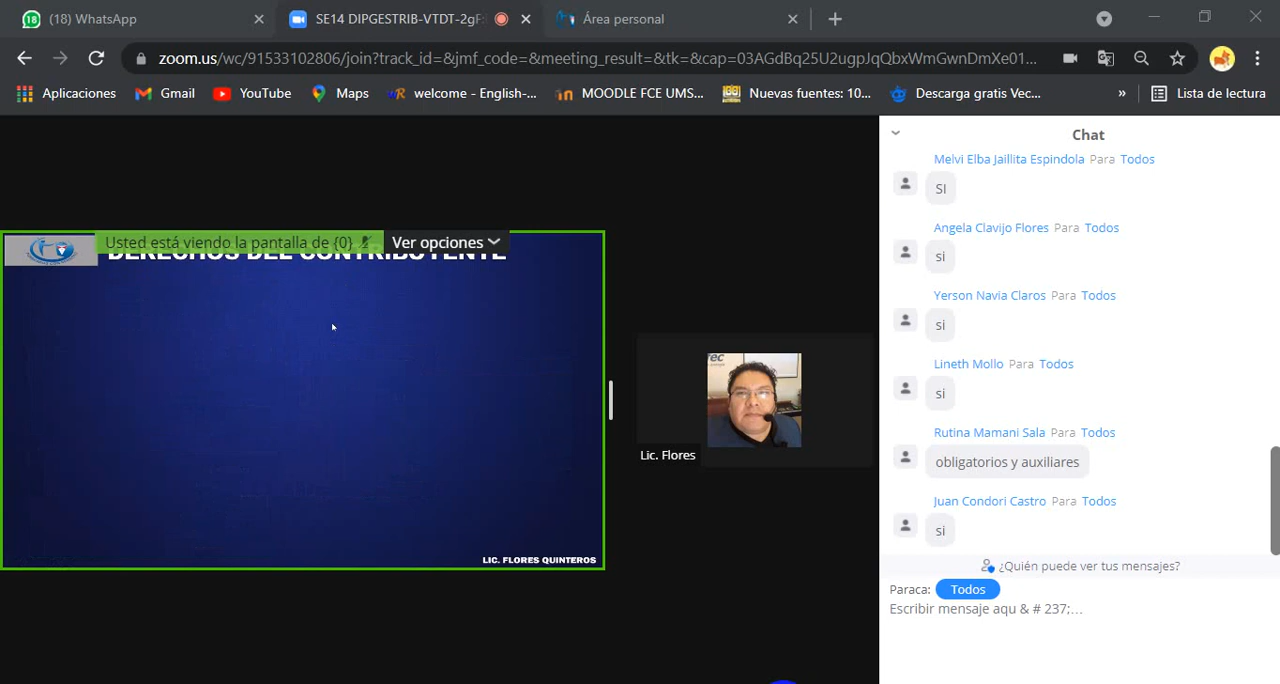 (18) WhatsApp
SE14 DIPGESTRIB-VTDT-2gF
Área personal
zoom.us/wc/91533102806/join?track_id=&jmf_code=&meeting_result=&tk=&cap=03AGdBq25U2ugpJqQbxWmGwnDmXe01...
Aplicaciones
Gmail
YouTube
Maps
welcome - English-...
MOODLE FCE UMS...
Nuevas fuentes: 10...
Descarga gratis Vec...
»
Lista de lectura
Usted está viendo la pantalla de {0}
Ver opciones
DERECHOS DEL CONTRIBUYENTE
LIC. FLORES QUINTEROS
Lic. Flores
Chat
Melvi Elba Jaillita Espindola Para Todos
SI
Angela Clavijo Flores Para Todos
si
Yerson Navia Claros Para Todos
si
Lineth Mollo Para Todos
si
Rutina Mamani Sala Para Todos
obligatorios y auxiliares
Juan Condori Castro Para Todos
si
¿Quién puede ver tus mensajes?
Paraca: Todos
Escribir mensaje aqu & # 237;...